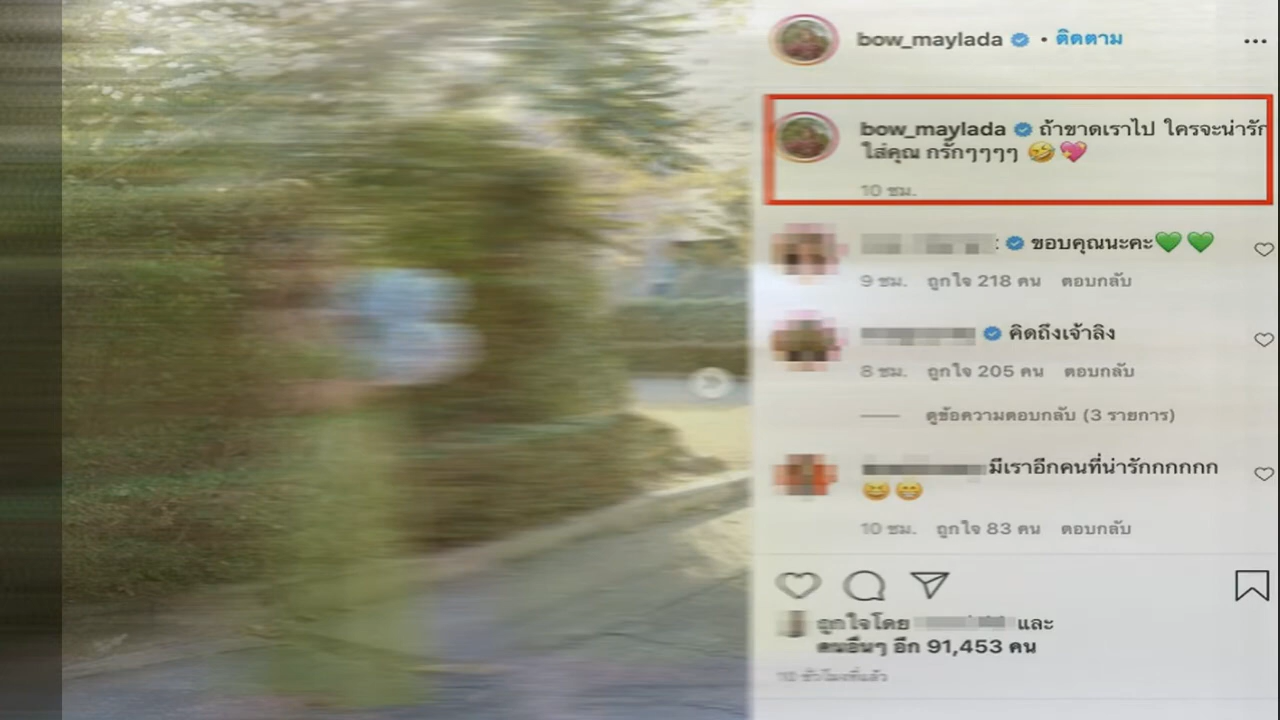 bow_maylada • ติดตาม
bow_maylada ถ้าขาดเราไป ใครจะน่ารัก
ใส่คุณ กรักๆๆๆๆ 🤣💖
10 ชม.
ขอบคุณนะคะ💚💚
9 ชม. ถูกใจ 218 คน ตอบกลับ
คิดถึงเจ้าลิง
8 ชม. ถูกใจ 205 คน ตอบกลับ
ดูข้อความตอบกลับ (3 รายการ)
มีเราอีกคนที่น่ารักกกกกก
😆😁
10 ชม. ถูกใจ 83 คน ตอบกลับ
ถูกใจโดย และ
คนอื่นๆ อีก 91,453 คน
10 ชั่วโมงที่แล้ว